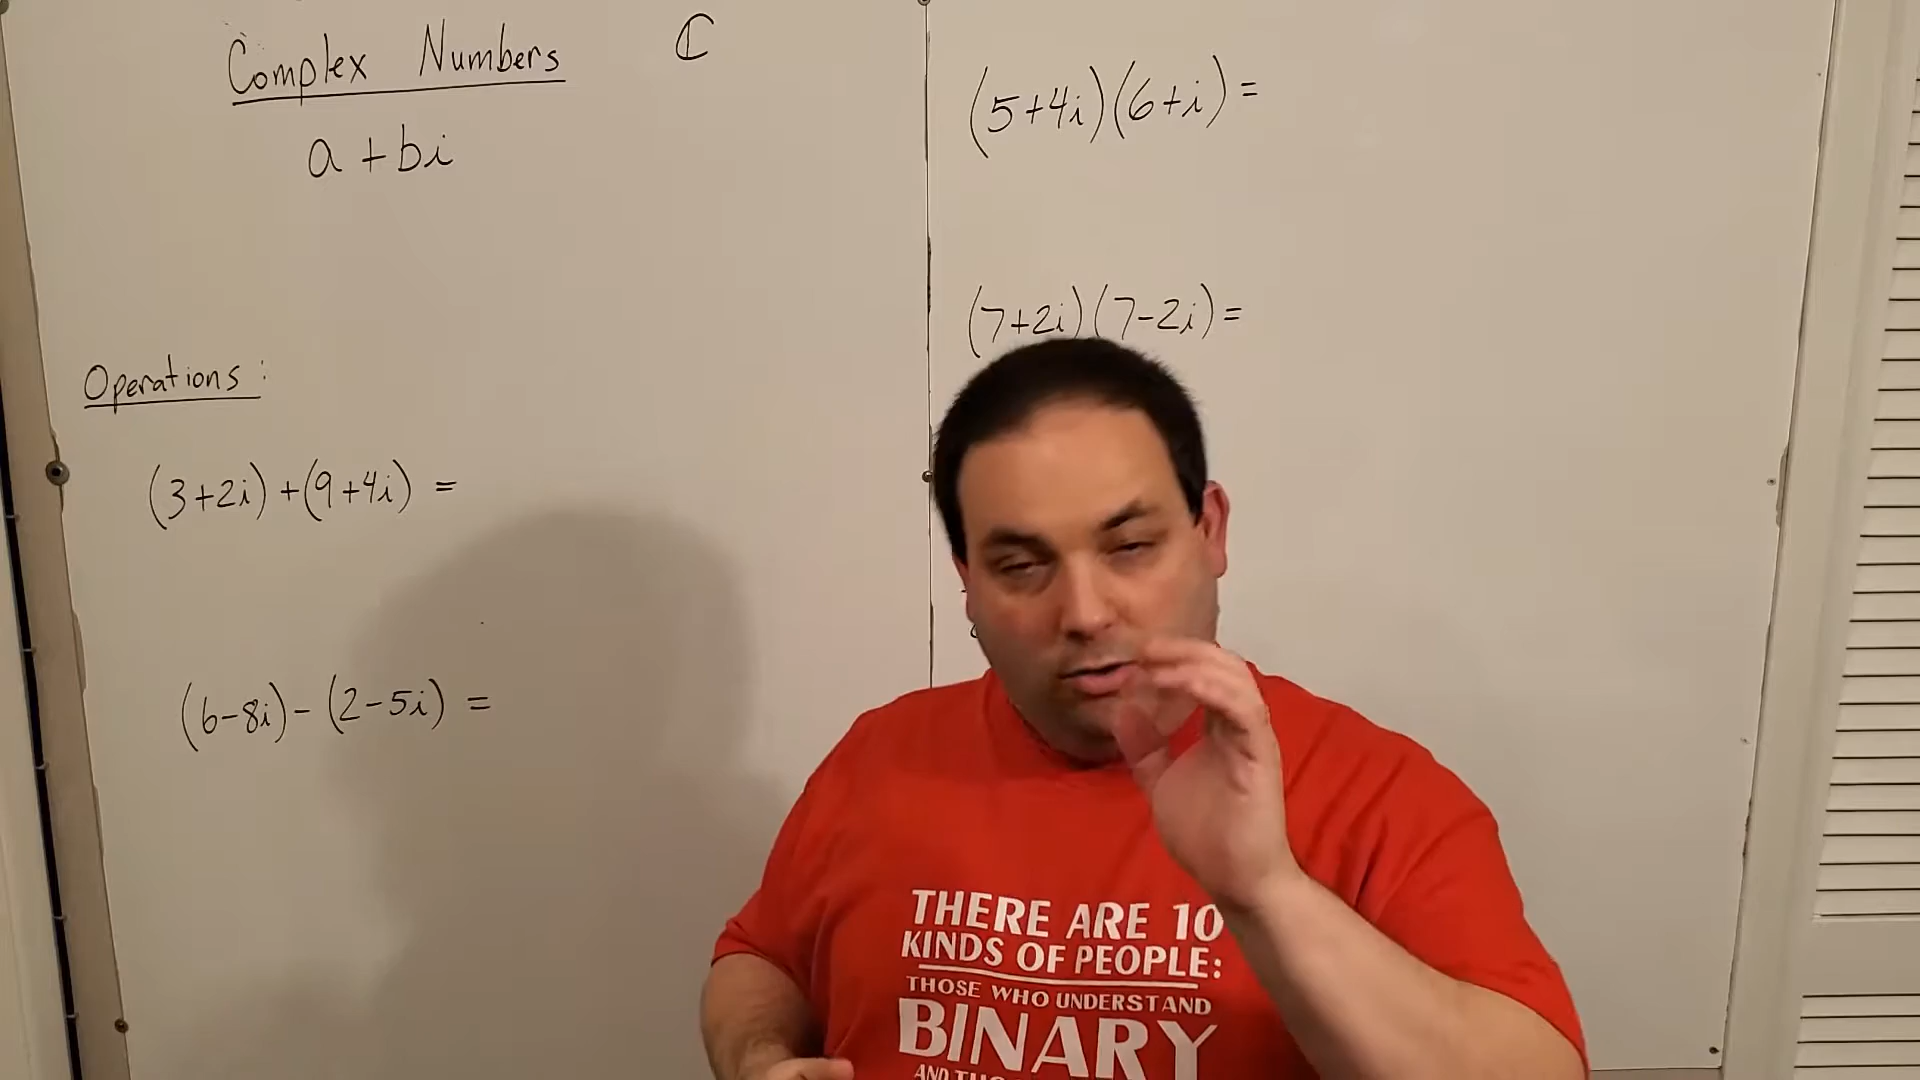 Complex Numbers ℂ
a + bi
Operations:
(3+2i) + (9+4i) =
(6-8i) - (2-5i) =
(5+4i)(6+i) =
(7+2i)(7-2i) =
THERE ARE 10
KINDS OF PEOPLE:
THOSE WHO UNDERSTAND
BINARY
AND